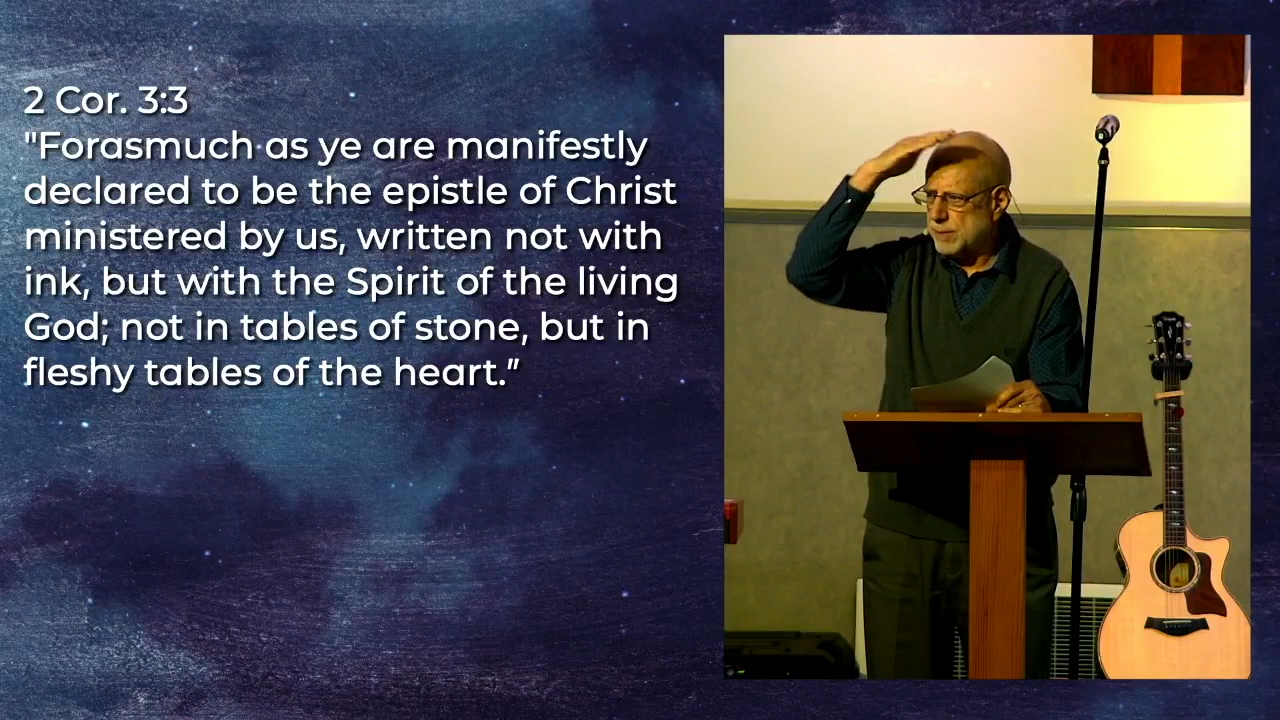 2 Cor. 3:3
"Forasmuch as ye are manifestly
declared to be the epistle of Christ
ministered by us, written not with
ink, but with the Spirit of the living
God; not in tables of stone, but in
fleshy tables of the heart.”